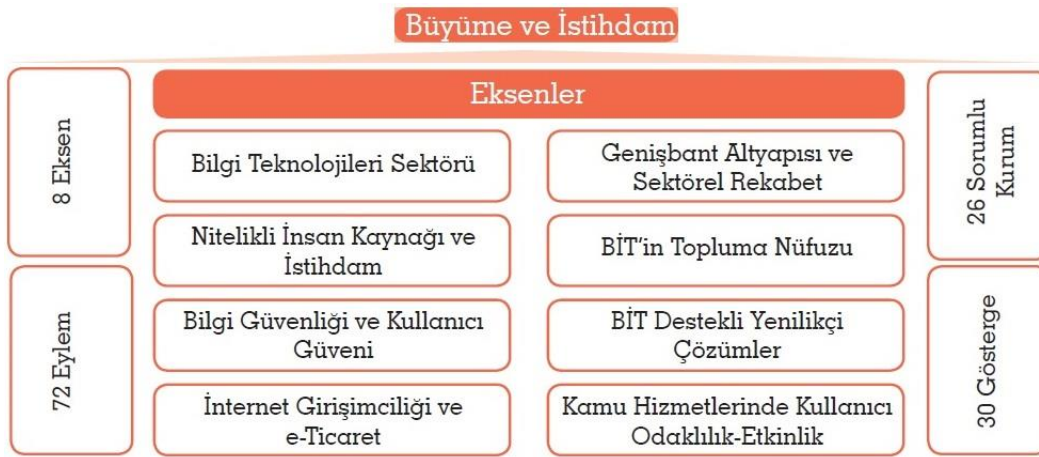 Büyüme ve İstihdam
8 Eksen
72 Eylem
Eksenler
Bilgi Teknolojileri Sektörü
Genişbant Altyapısı ve
Sektörel Rekabet
Nitelikli İnsan Kaynağı ve
İstihdam
BİT'in Topluma Nüfuzu
Bilgi Güvenliği ve Kullanıcı
Güveni
BİT Destekli Yenilikçi
Çözümler
İnternet Girişimciliği ve
e-Ticaret
Kamu Hizmetlerinde Kullanıcı
Odaklılık-Etkinlik
26 Sorumlu
Kurum
30 Gösterge